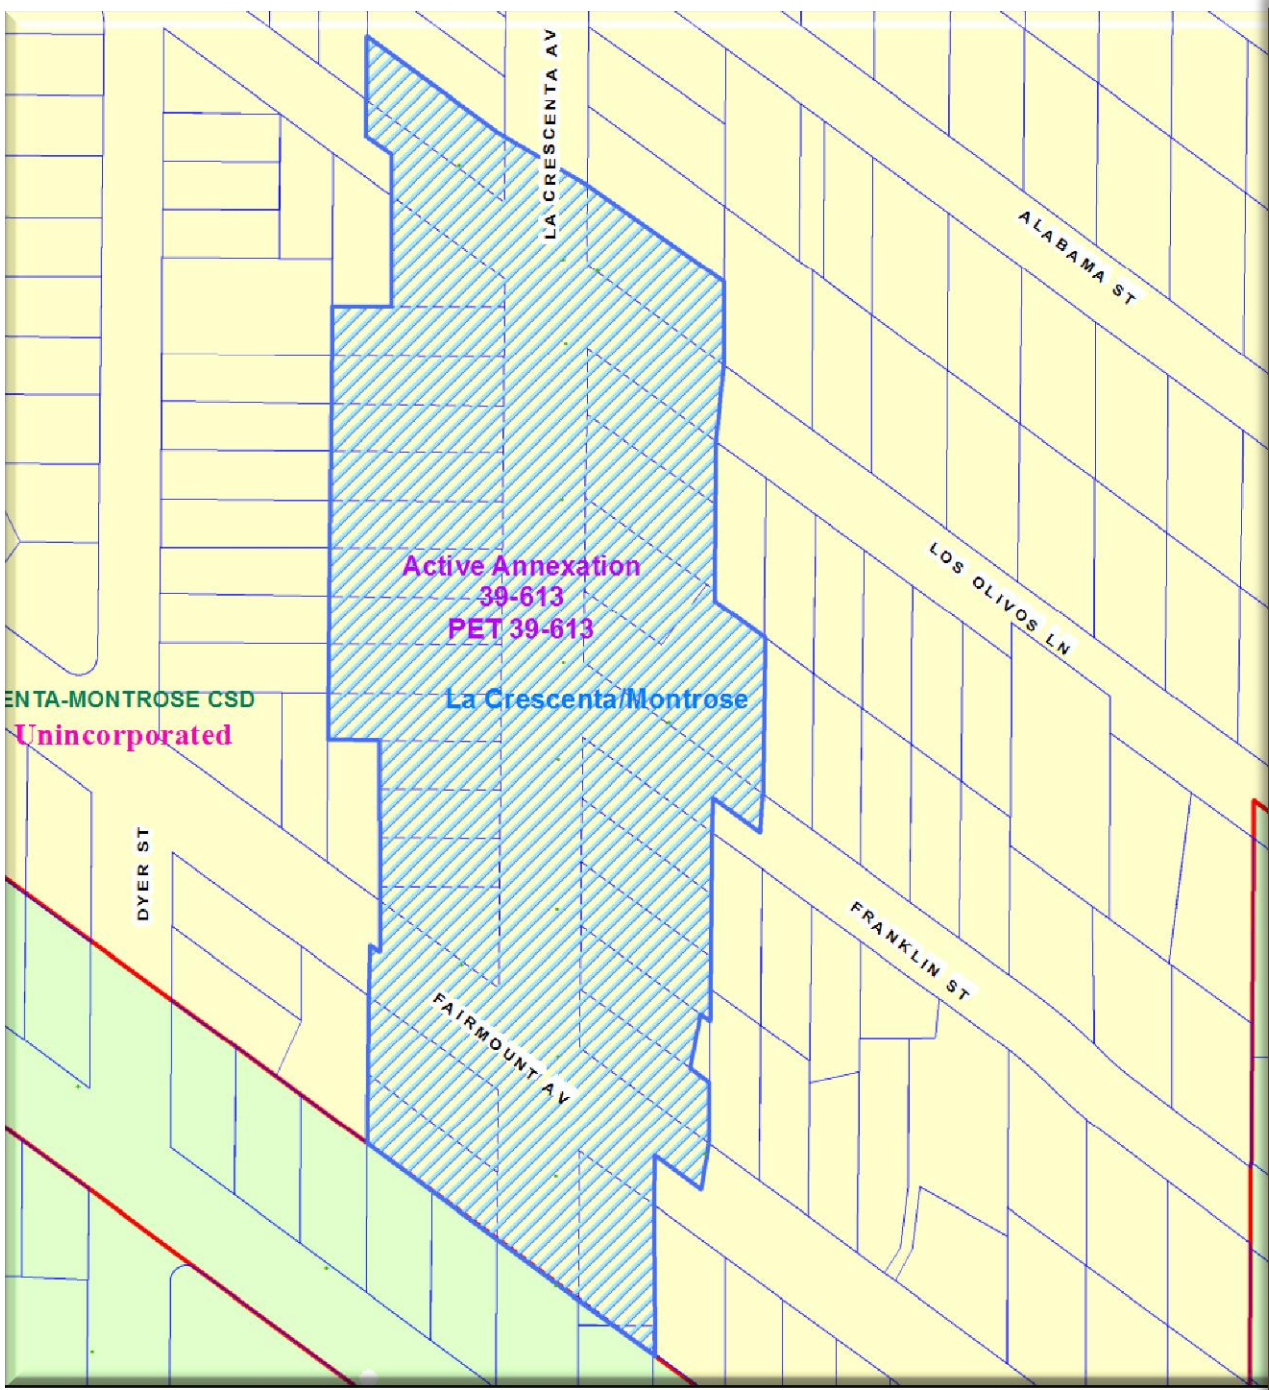 LA CRESCENTA AV
ALABAMA ST
LOS OLIVOS LN
Active Annexation
39-613
PET 39-613
La Crescenta/Montrose
ENTA-MONTROSE CSD
Unincorporated
DYER ST
FRANKLIN ST
FAIRMOUNT AV